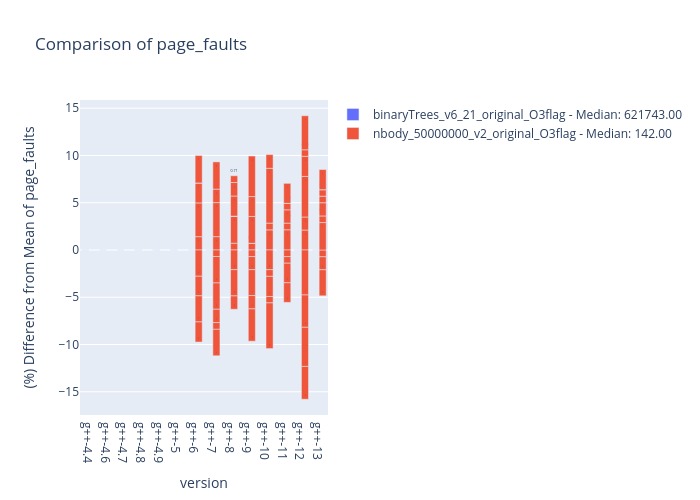 Comparison of page_faults
binaryTrees_v6_21_original_O3flag - Median: 621743.00
nbody_50000000_v2_original_O3flag - Median: 142.00
(%) Difference from Mean of page_faults
15
10
5
0
−5
−10
−15
g++-4.4
g++-4.6
g++-4.7
g++-4.8
g++-4.9
g++-5
g++-6
g++-7
g++-8
g++-9
g++-10
g++-11
g++-12
g++-13
version